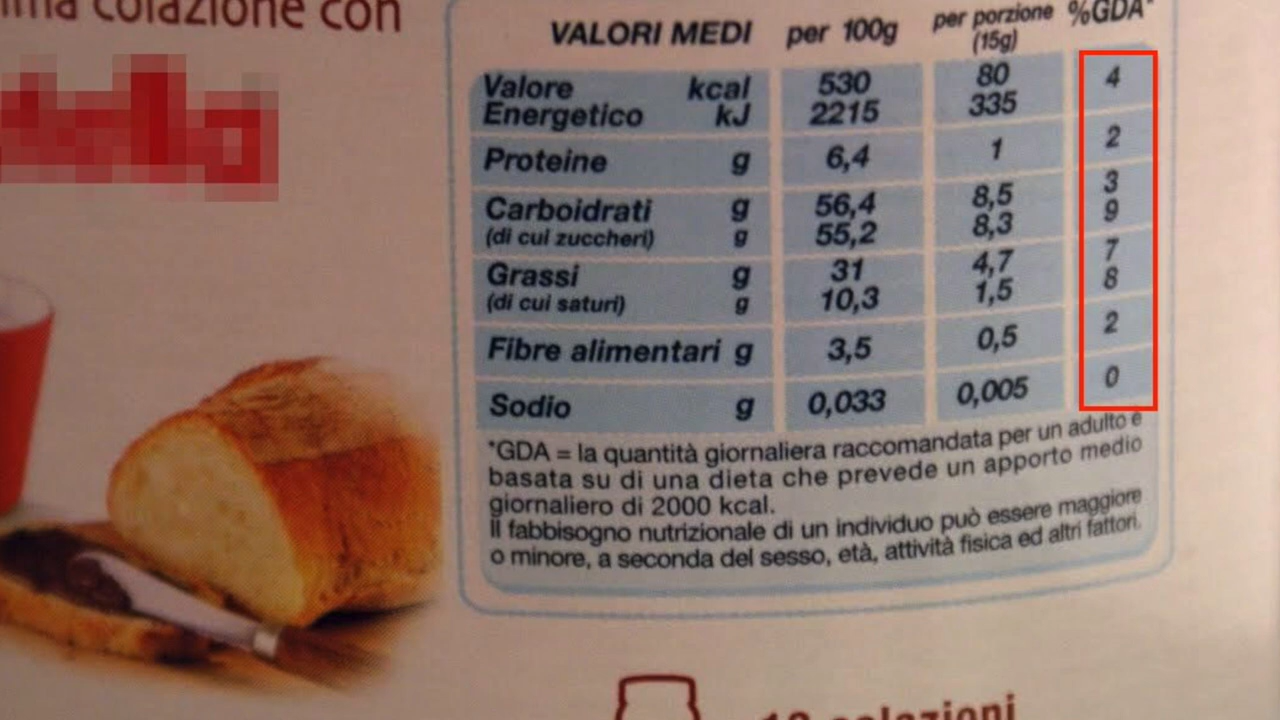 colazione con
VALORI MEDI per 100g per porzione (15g) %GDA*
Valore kcal 530 80 4
Energetico kJ 2215 335
Proteine g 6,4 1 2
Carboidrati g 56,4 8,5 3
(di cui zuccheri) g 55,2 8,3 9
Grassi g 31 4,7 7
(di cui saturi) g 10,3 1,5 8
Fibre alimentari g 3,5 0,5 2
Sodio g 0,033 0,005 0
*GDA = la quantità giornaliera raccomandata per un adulto è
basata su di una dieta che prevede un apporto medio
giornaliero di 2000 kcal.
Il fabbisogno nutrizionale di un individuo può essere maggiore
o minore, a seconda del sesso, età, attività fisica ed altri fattori.
colazioni